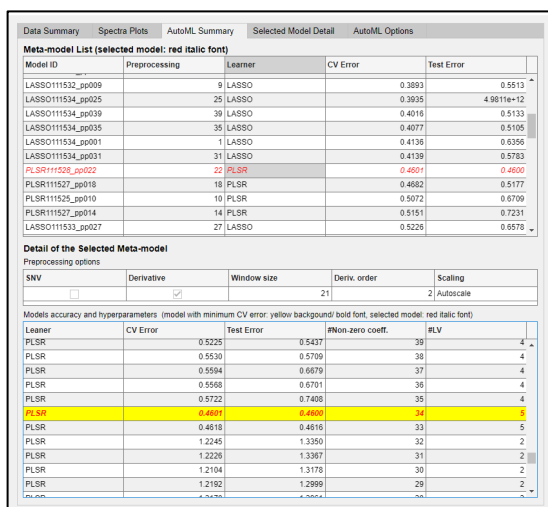 Data Summary Spectra Plots AutoML Summary Selected Model Detail AutoML Options
Meta-model List (selected model: red italic font)
Model ID Preprocessing Learner CV Error Test Error
LASSO111532_pp009 9 LASSO 0.3893 0.5513
LASSO111534_pp025 25 LASSO 0.3935 4.9811e+12
LASSO111534_pp039 39 LASSO 0.4016 0.5133
LASSO111534_pp035 35 LASSO 0.4077 0.5105
LASSO111534_pp001 1 LASSO 0.4136 0.6356
LASSO111534_pp031 31 LASSO 0.4139 0.5783
PLSR111528_pp022 22 PLSR 0.4601 0.4600
PLSR111527_pp018 18 PLSR 0.4682 0.5177
PLSR111525_pp010 10 PLSR 0.5072 0.6709
PLSR111527_pp014 14 PLSR 0.5151 0.7231
LASSO111533_pp027 27 LASSO 0.5226 0.6578
Detail of the Selected Meta-model
Preprocessing options
SNV Derivative Window size Deriv. order Scaling
21 2 Autoscale
Models accuracy and hyperparameters (model with minimum CV error: yellow backgound/ bold font, selected model: red italic font)
Leaner CV Error Test Error #Non-zero coeff. #LV
PLSR 0.5225 0.5437 39 4
PLSR 0.5530 0.5709 38 4
PLSR 0.5594 0.6679 37 4
PLSR 0.5568 0.6701 36 4
PLSR 0.5722 0.7408 35 4
PLSR 0.4601 0.4600 34 5
PLSR 0.4618 0.4616 33 5
PLSR 1.2245 1.3350 32 2
PLSR 1.2226 1.3367 31 2
PLSR 1.2104 1.3178 30 2
PLSR 1.2192 1.2999 29 2